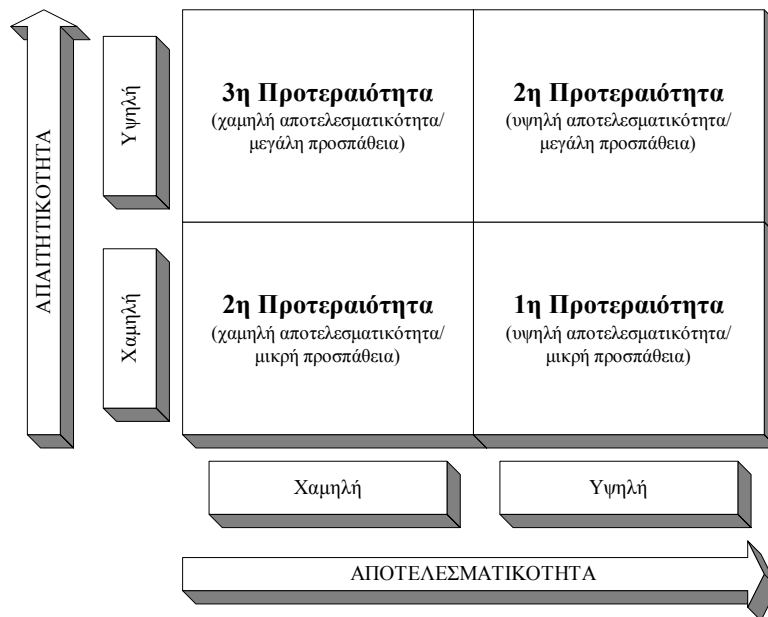 ΑΠΑΙΤΗΤΙΚΟΤΗΤΑ
Υψηλή
3η Προτεραιότητα
(χαμηλή αποτελεσματικότητα/
μεγάλη προσπάθεια)
2η Προτεραιότητα
(υψηλή αποτελεσματικότητα/
μεγάλη προσπάθεια)
Χαμηλή
2η Προτεραιότητα
(χαμηλή αποτελεσματικότητα/
μικρή προσπάθεια)
1η Προτεραιότητα
(υψηλή αποτελεσματικότητα/
μικρή προσπάθεια)
Χαμηλή
Υψηλή
ΑΠΟΤΕΛΕΣΜΑΤΙΚΟΤΗΤΑ